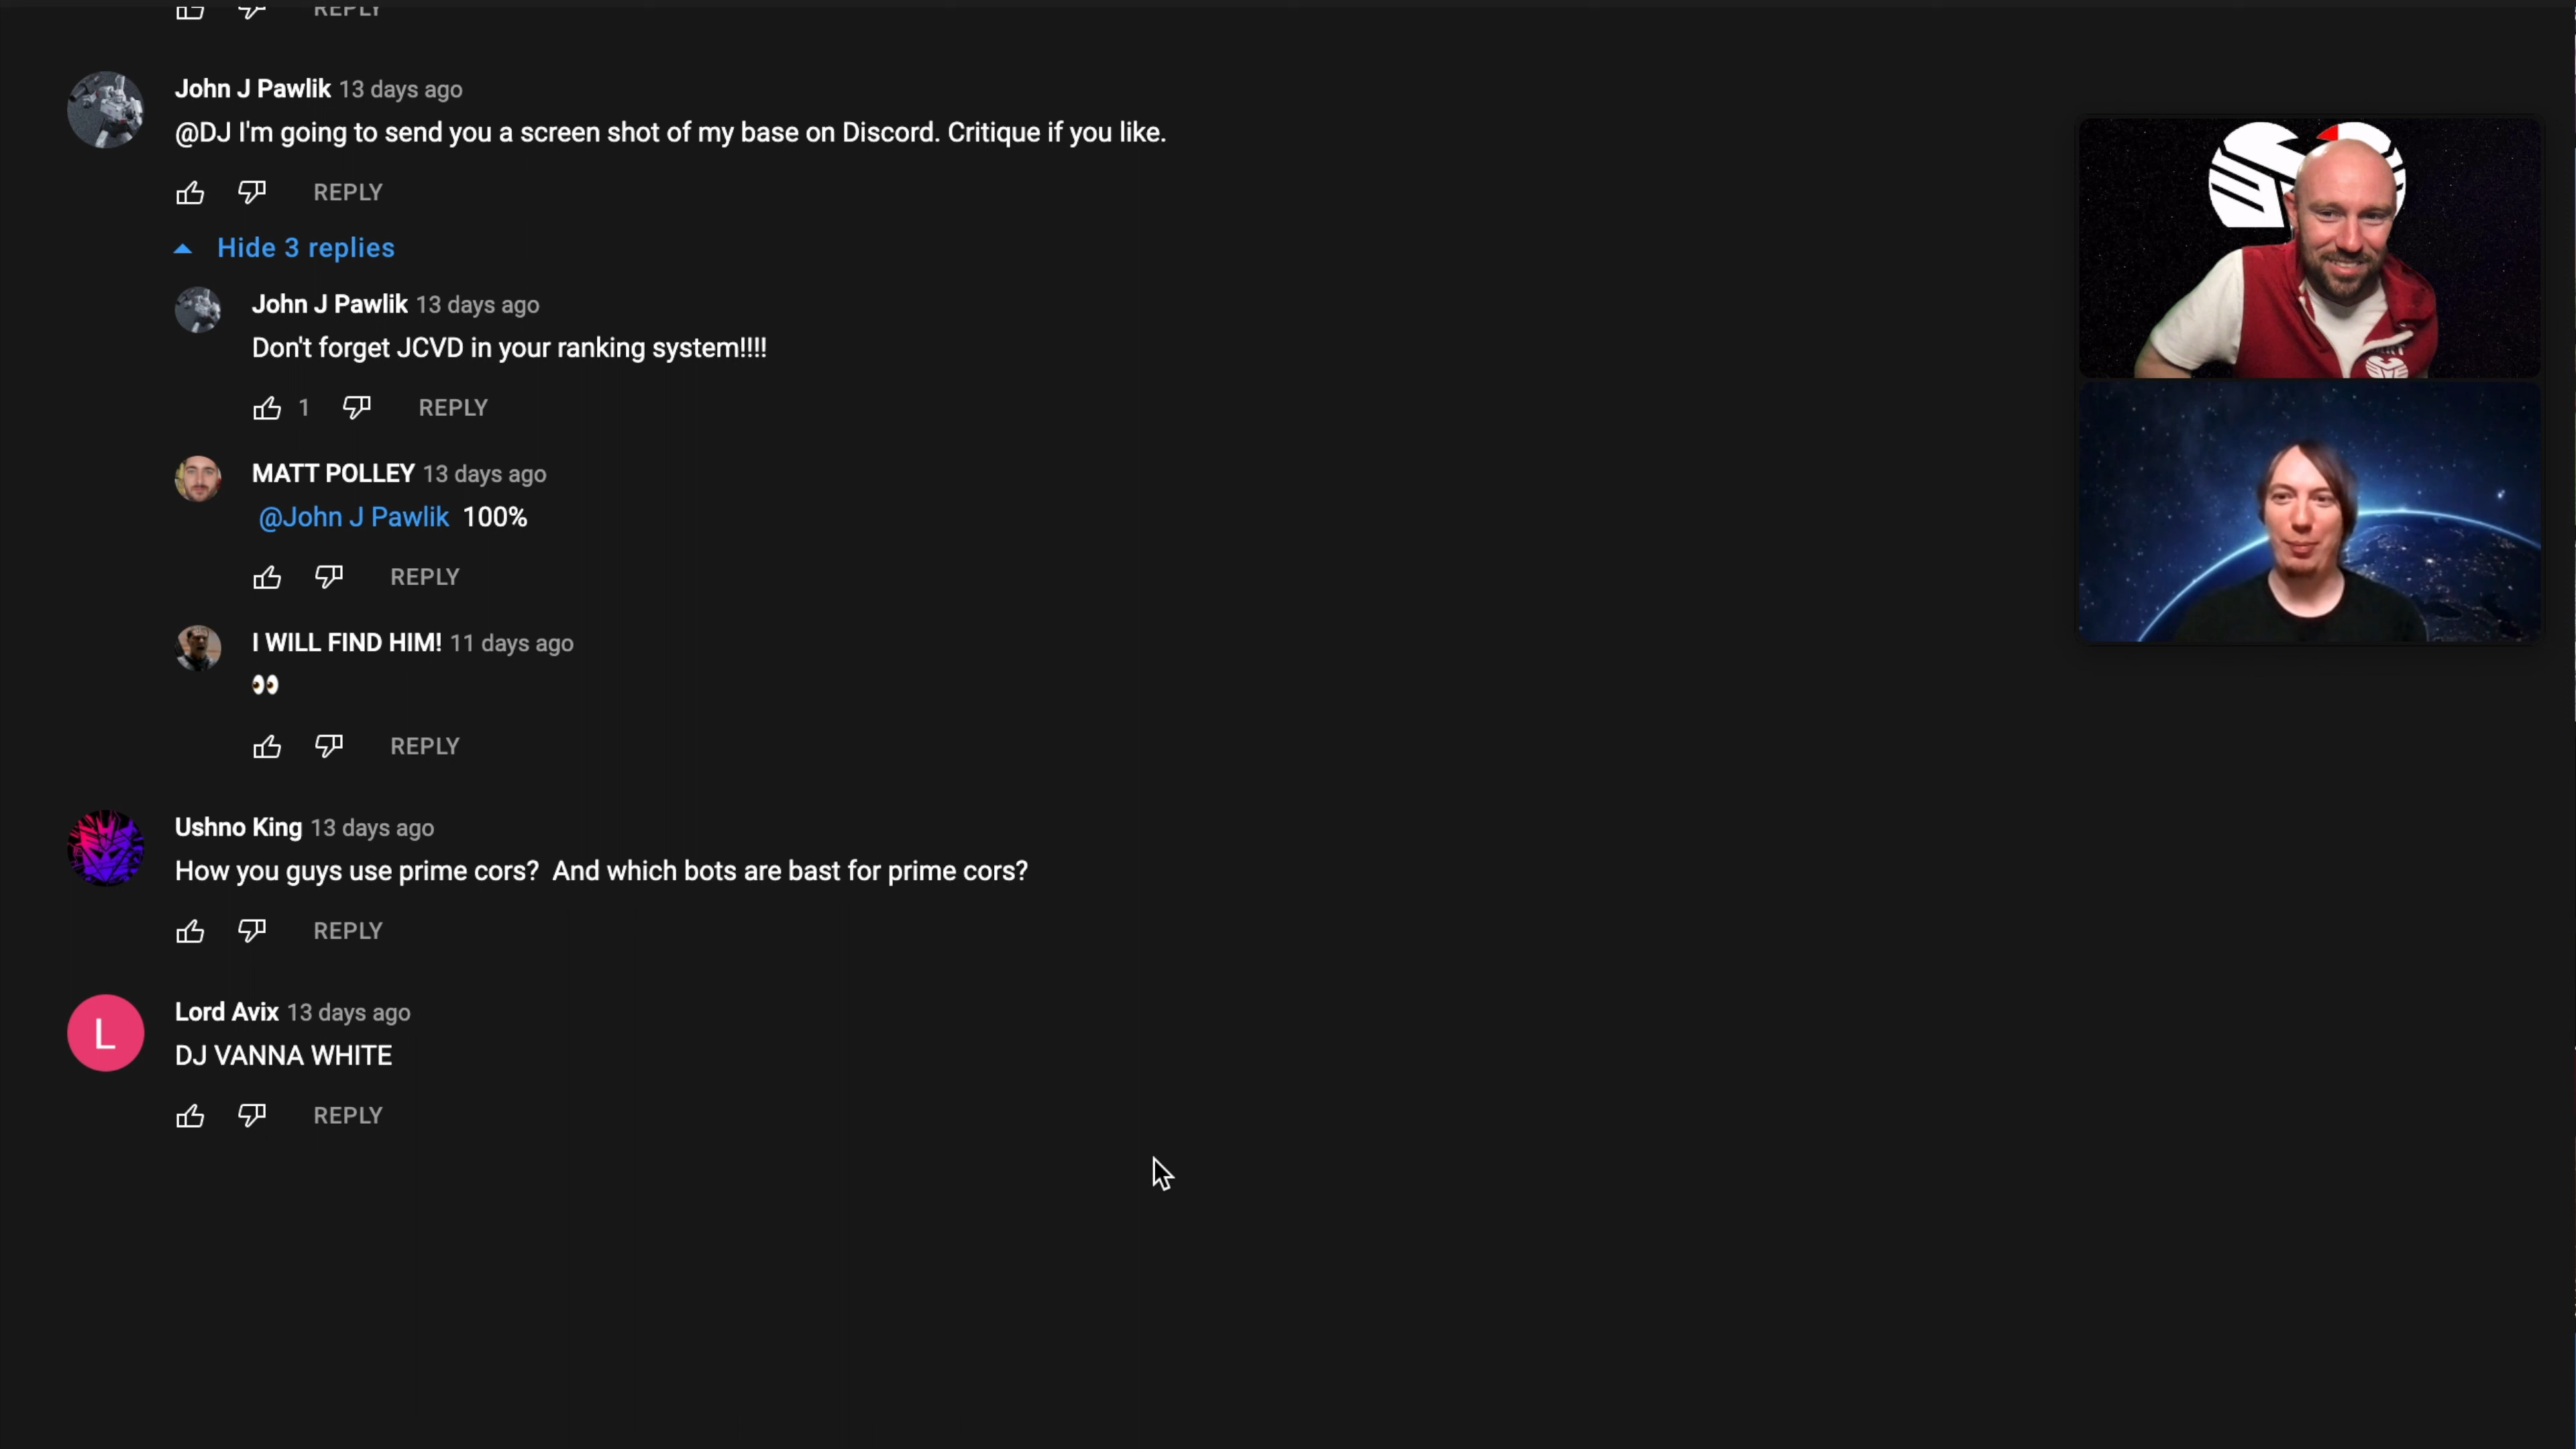 REPLY
John J Pawlik 13 days ago
@DJ I'm going to send you a screen shot of my base on Discord. Critique if you like.
REPLY
Hide 3 replies
John J Pawlik 13 days ago
Don't forget JCVD in your ranking system!!!!
1 REPLY
MATT POLLEY 13 days ago
@John J Pawlik 100%
REPLY
I WILL FIND HIM! 11 days ago
👀
REPLY
Ushno King 13 days ago
How you guys use prime cors?  And which bots are bast for prime cors?
REPLY
L
Lord Avix 13 days ago
DJ VANNA WHITE
REPLY